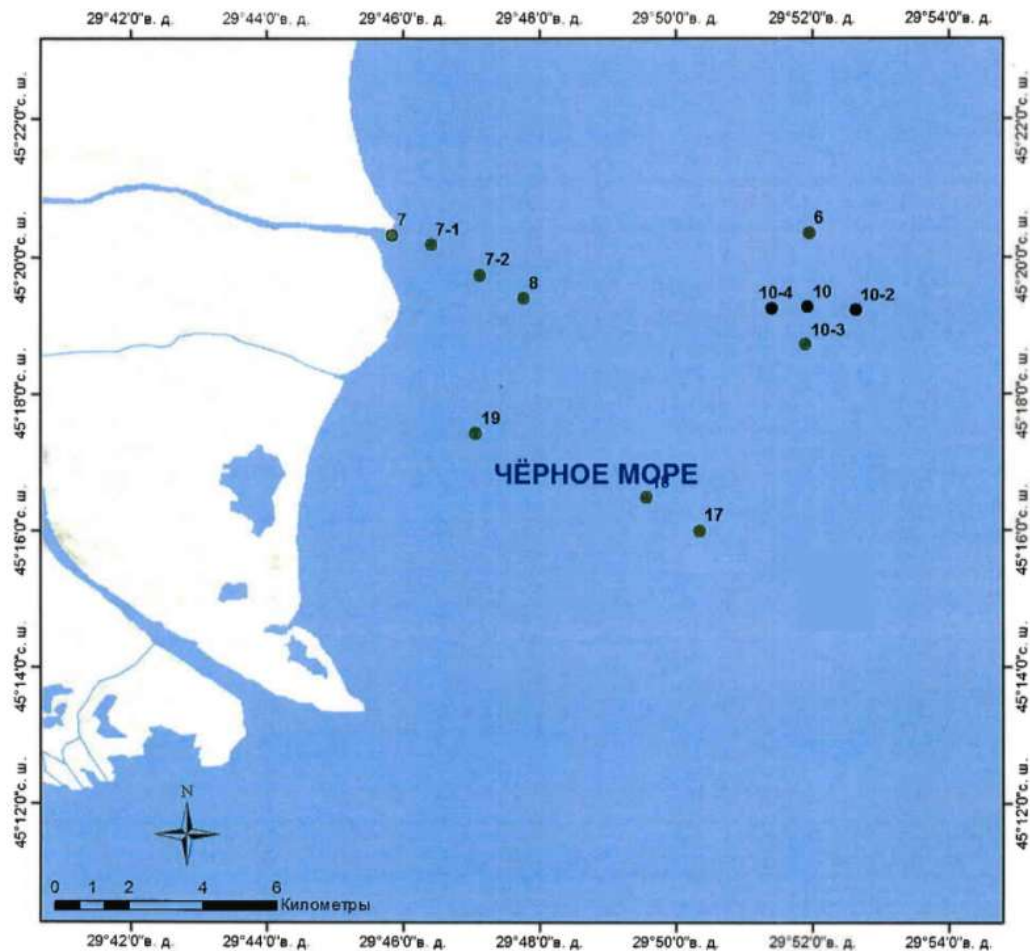 29°42'0"в. д. 29°44'0"в. д. 29°46'0"в. д. 29°48'0"в. д. 29°50'0"в. д. 29°52'0"в. д. 29°54'0"в. д.
45°22'0"с. ш. 45°22'0"с. ш.
7
6
7-1
45°20'0"с. ш. 45°20'0"с. ш.
7-2
8
10-4 10 10-2
10-3
45°18'0"с. ш. 45°18'0"с. ш.
19
ЧЁРНОЕ МОРЕ
18
17
45°16'0"с. ш. 45°16'0"с. ш.
45°14'0"с. ш. 45°14'0"с. ш.
45°12'0"с. ш. 45°12'0"с. ш.
N
0 1 2 4 6
Километры
29°42'0"в. д. 29°44'0"в. д. 29°46'0"в. д. 29°48'0"в. д. 29°50'0"в. д. 29°52'0"в. д. 29°54'0"в. д.